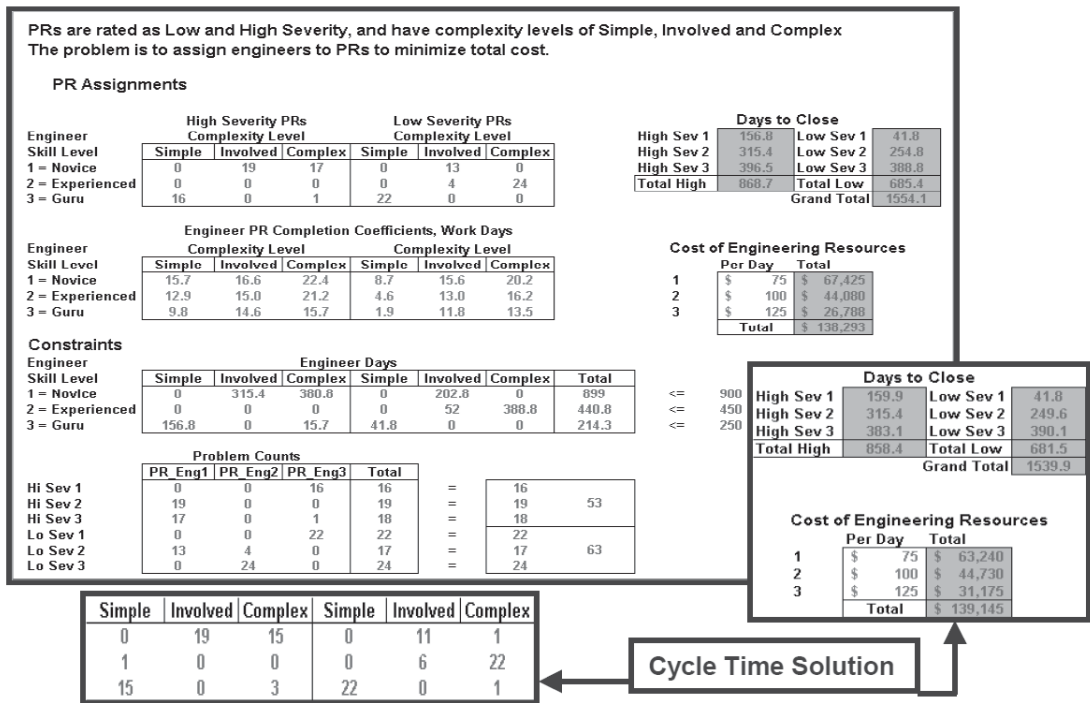 PRs are rated as Low and High Severity, and have complexity levels of Simple, Involved and Complex
The problem is to assign engineers to PRs to minimize total cost.
PR Assignments
High Severity PRs Low Severity PRs
Engineer Complexity Level Complexity Level
Skill Level Simple Involved Complex Simple Involved Complex
1 = Novice 0 19 17 0 13 0
2 = Experienced 0 0 0 0 4 24
3 = Guru 16 0 1 22 0 0
Days to Close
High Sev 1 156.8 Low Sev 1 41.8
High Sev 2 315.4 Low Sev 2 254.8
High Sev 3 396.5 Low Sev 3 388.8
Total High 868.7 Total Low 685.4
Grand Total 1554.1
Engineer PR Completion Coefficients, Work Days
Engineer Complexity Level Complexity Level
Skill Level Simple Involved Complex Simple Involved Complex
1 = Novice 15.7 16.6 22.4 8.7 15.6 20.2
2 = Experienced 12.9 15.0 21.2 4.6 13.0 16.2
3 = Guru 9.8 14.6 15.7 1.9 11.8 13.5
Cost of Engineering Resources
Per Day Total
1 $ 75 $ 67,425
2 $ 100 $ 44,080
3 $ 125 $ 26,788
Total $ 138,293
Constraints
Engineer Engineer Days
Skill Level Simple Involved Complex Simple Involved Complex Total
1 = Novice 0 315.4 380.8 0 202.8 0 899 <= 900
2 = Experienced 0 0 0 0 52 388.8 440.8 <= 450
3 = Guru 156.8 0 15.7 41.8 0 0 214.3 <= 250
Problem Counts
PR_Eng1 PR_Eng2 PR_Eng3 Total
Hi Sev 1 0 0 16 16 = 16
Hi Sev 2 19 0 0 19 = 19 53
Hi Sev 3 17 0 1 18 = 18
Lo Sev 1 0 0 22 22 = 22
Lo Sev 2 13 4 0 17 = 17 63
Lo Sev 3 0 24 0 24 = 24
Days to Close
High Sev 1 159.9 Low Sev 1 41.8
High Sev 2 315.4 Low Sev 2 249.6
High Sev 3 383.1 Low Sev 3 390.1
Total High 858.4 Total Low 681.5
Grand Total 1539.9
Cost of Engineering Resources
Per Day Total
1 $ 75 $ 63,240
2 $ 100 $ 44,730
3 $ 125 $ 31,175
Total $ 139,145
Simple Involved Complex Simple Involved Complex
0 19 15 0 11 1
1 0 0 0 6 22
15 0 3 22 0 1
Cycle Time Solution